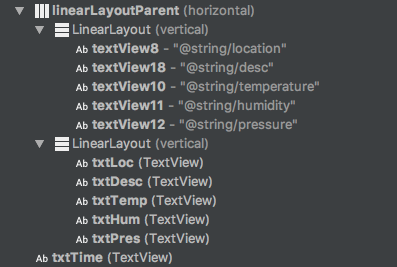 linearLayoutParent (horizontal)
LinearLayout (vertical)
Ab textView8 - "@string/location"
Ab textView18 - "@string/desc"
Ab textView10 - "@string/temperature"
Ab textView11 - "@string/humidity"
Ab textView12 - "@string/pressure"
LinearLayout (vertical)
Ab txtLoc (TextView)
Ab txtDesc (TextView)
Ab txtTemp (TextView)
Ab txtHum (TextView)
Ab txtPres (TextView)
Ab txtTime (TextView)